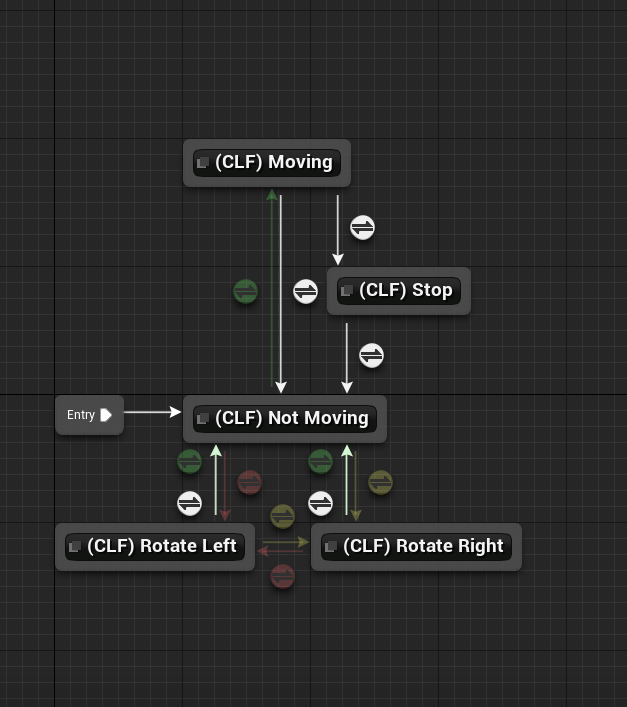 (CLF) Moving
(CLF) Stop
Entry
(CLF) Not Moving
(CLF) Rotate Left
(CLF) Rotate Right